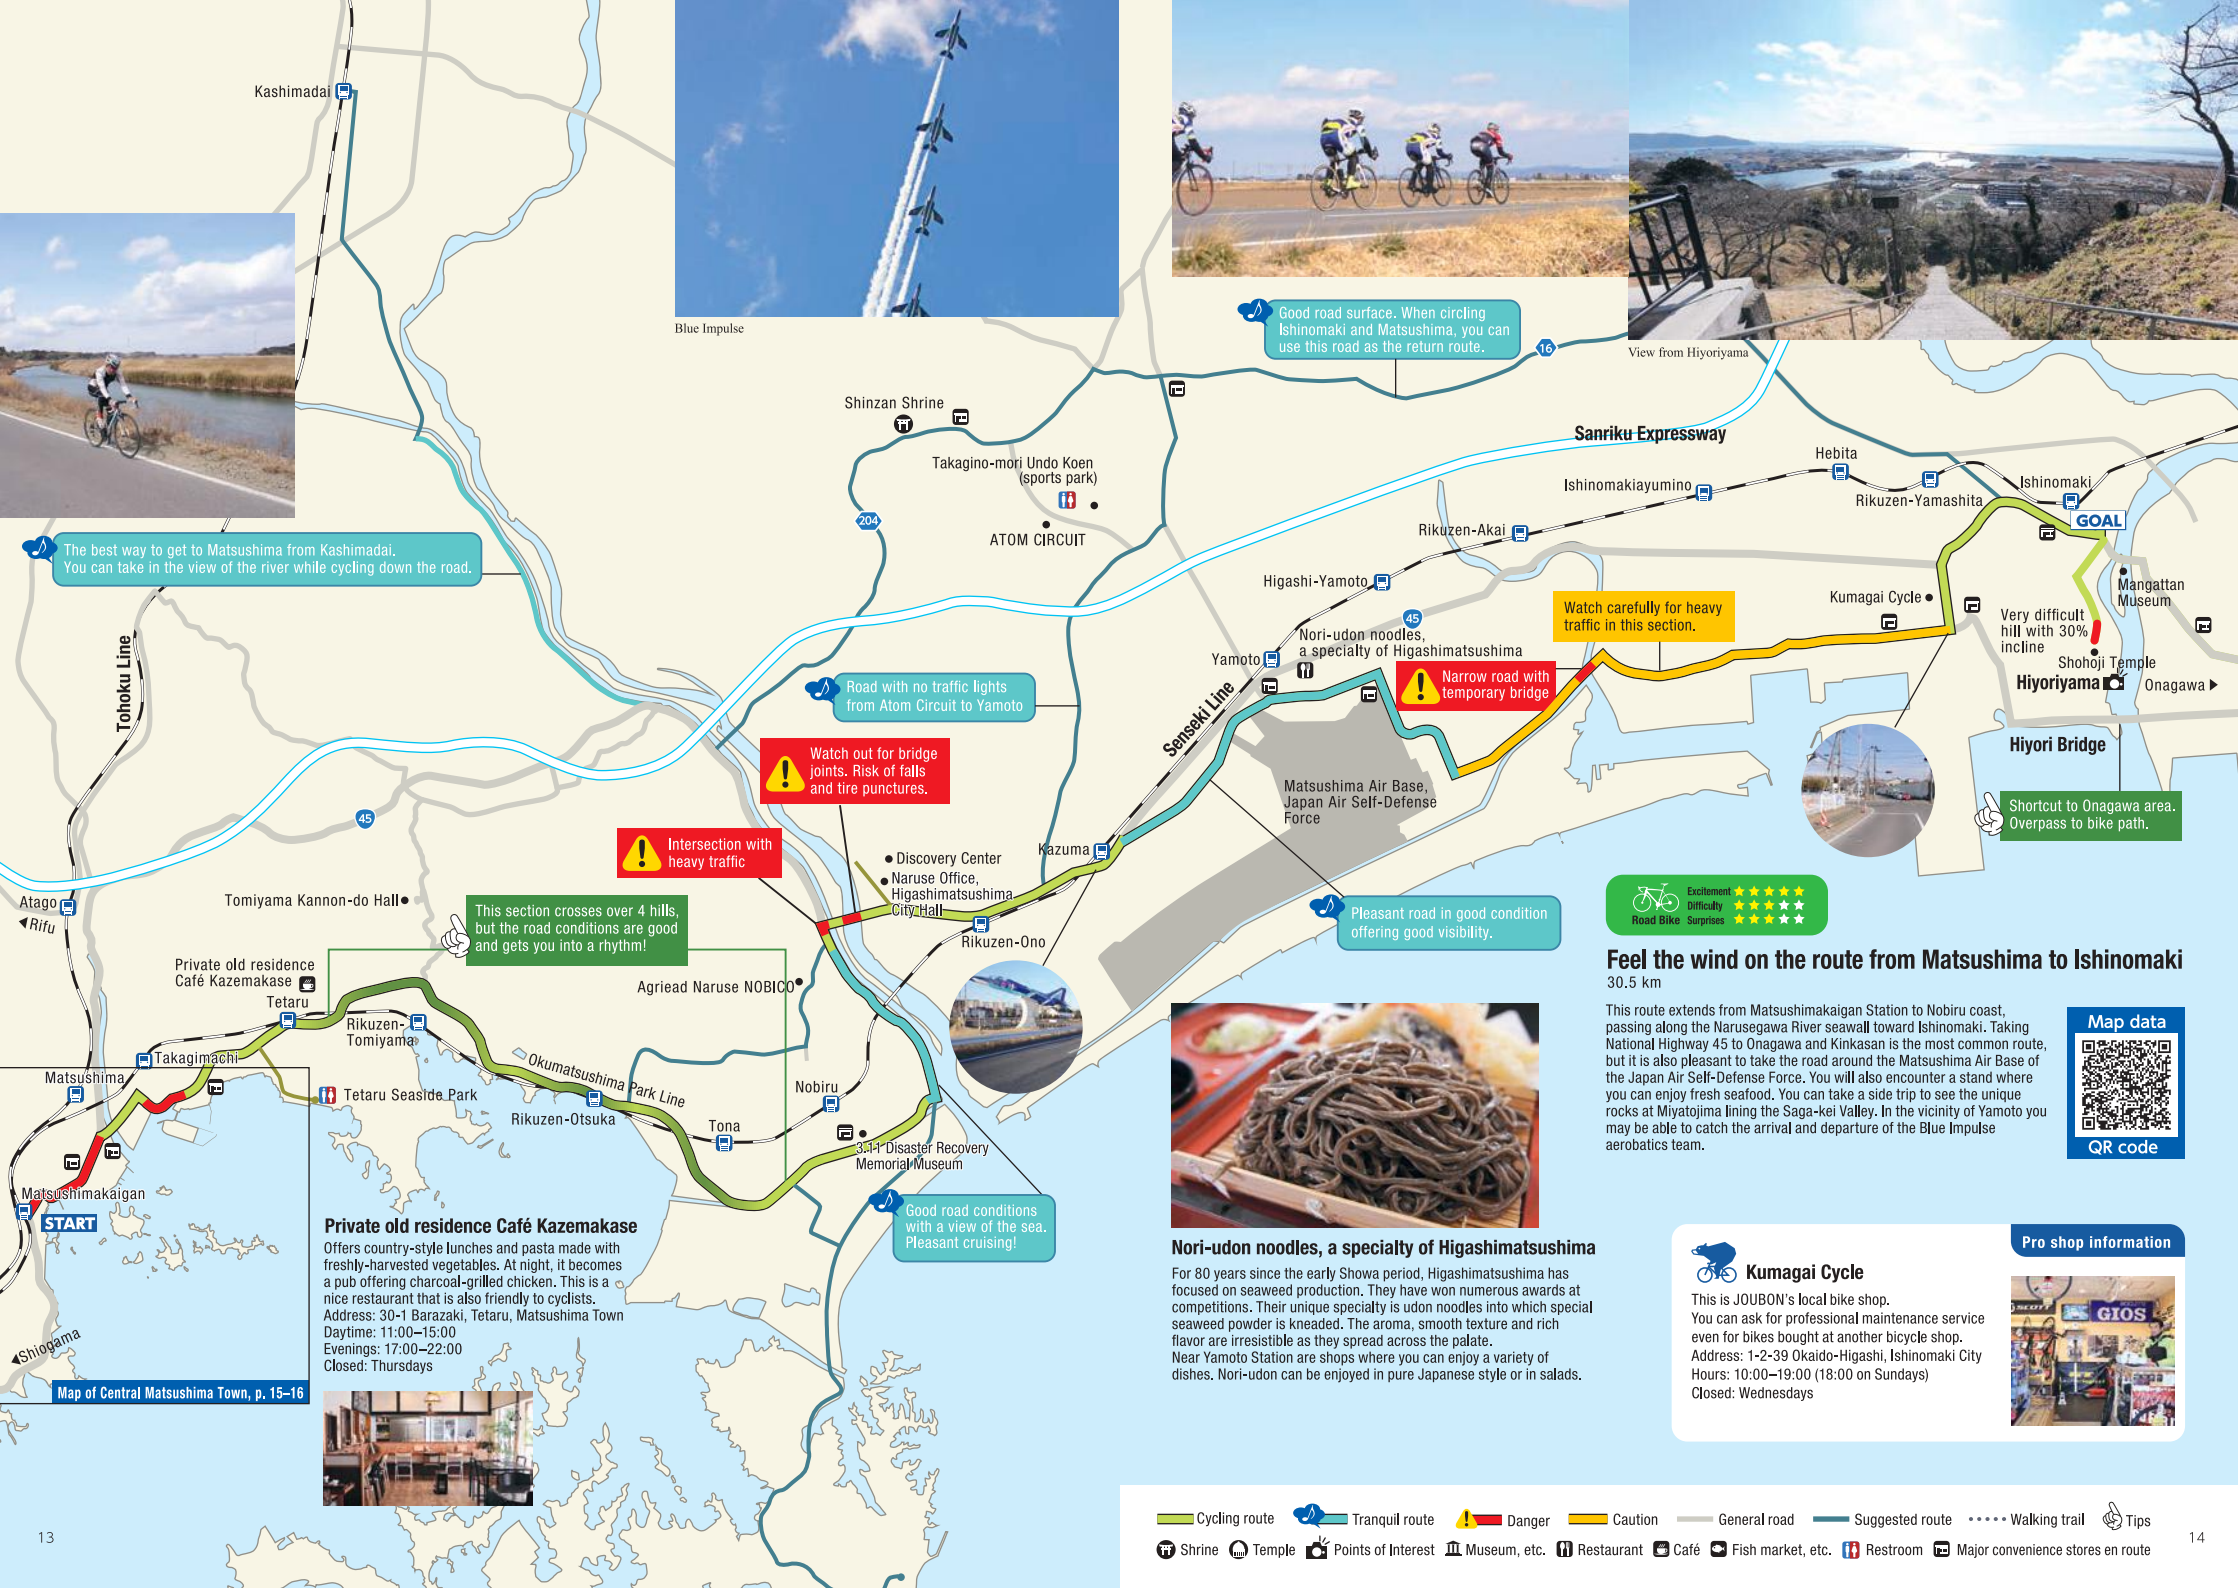 Kashimadai
Blue Impulse
View from Hiyoriyama
Good road surface. When circling
Ishinomaki and Matsushima, you can
use this road as the return route.
16
Shinzan Shrine
Takagino-mori Undo Koen
(sports park)
204
ATOM CIRCUIT
Sanriku Expressway
Hebita
Ishinomakiayumino
Rikuzen-Yamashita
Ishinomaki
GOAL
Rikuzen-Akai
Higashi-Yamoto
45
The best way to get to Matsushima from Kashimadai.
You can take in the view of the river while cycling down the road.
Tohoku Line
Nori-udon noodles,
a specialty of Higashimatsushima
Yamoto
Watch carefully for heavy
traffic in this section.
Narrow road with
temporary bridge
Kumagai Cycle
Mangattan
Museum
Very difficult
hill with 30%
incline
Shohoji Temple
Hiyoriyama
Onagawa
Hiyori Bridge
Road with no traffic lights
from Atom Circuit to Yamoto
Senseki Line
Watch out for bridge
joints. Risk of falls
and tire punctures.
Matsushima Air Base,
Japan Air Self-Defense
Force
Shortcut to Onagawa area.
Overpass to bike path.
45
Intersection with
heavy traffic
Kazuma
Discovery Center
Naruse Office,
Higashimatsushima
City Hall
Rikuzen-Ono
Atago
Rifu
Tomiyama Kannon-do Hall
This section crosses over 4 hills,
but the road conditions are good
and gets you into a rhythm!
Pleasant road in good condition
offering good visibility.
Private old residence
Café Kazemakase
Tetaru
Rikuzen-
Tomiyama
Agriead Naruse NOBICO
Takagimachi
Matsushima
Okumatsushima Park Line
Tetaru Seaside Park
Rikuzen-Otsuka
Tona
Nobiru
3.11 Disaster Recovery
Memorial Museum
Matsushimakaigan
START
Good road conditions
with a view of the sea.
Pleasant cruising!
Shiogama
Map of Central Matsushima Town, p. 15–16
Private old residence Café Kazemakase
Offers country-style lunches and pasta made with
freshly-harvested vegetables. At night, it becomes
a pub offering charcoal-grilled chicken. This is a
nice restaurant that is also friendly to cyclists.
Address: 30-1 Barazaki, Tetaru, Matsushima Town
Daytime: 11:00–15:00
Evenings: 17:00–22:00
Closed: Thursdays
Nori-udon noodles, a specialty of Higashimatsushima
For 80 years since the early Showa period, Higashimatsushima has
focused on seaweed production. They have won numerous awards at
competitions. Their unique specialty is udon noodles into which special
seaweed powder is kneaded. The aroma, smooth texture and rich
flavor are irresistible as they spread across the palate.
Near Yamoto Station are shops where you can enjoy a variety of
dishes. Nori-udon can be enjoyed in pure Japanese style or in salads.
Road Bike
Excitement ★★★★★
Difficulty ★★★★★
Surprises ★★★★★
Feel the wind on the route from Matsushima to Ishinomaki
30.5 km
This route extends from Matsushimakaigan Station to Nobiru coast,
passing along the Narusegawa River seawall toward Ishinomaki. Taking
National Highway 45 to Onagawa and Kinkasan is the most common route,
but it is also pleasant to take the road around the Matsushima Air Base of
the Japan Air Self-Defense Force. You will also encounter a stand where
you can enjoy fresh seafood. You can take a side trip to see the unique
rocks at Miyatojima lining the Saga-kei Valley. In the vicinity of Yamoto you
may be able to catch the arrival and departure of the Blue Impulse
aerobatics team.
Map data
QR code
Pro shop information
Kumagai Cycle
This is JOUBON's local bike shop.
You can ask for professional maintenance service
even for bikes bought at another bicycle shop.
Address: 1-2-39 Okaido-Higashi, Ishinomaki City
Hours: 10:00–19:00 (18:00 on Sundays)
Closed: Wednesdays
SCOTT
GIOS
Cycling route Tranquil route Danger Caution General road Suggested route Walking trail Tips
Shrine Temple Points of Interest Museum, etc. Restaurant Café Fish market, etc. Restroom Major convenience stores en route
13
14